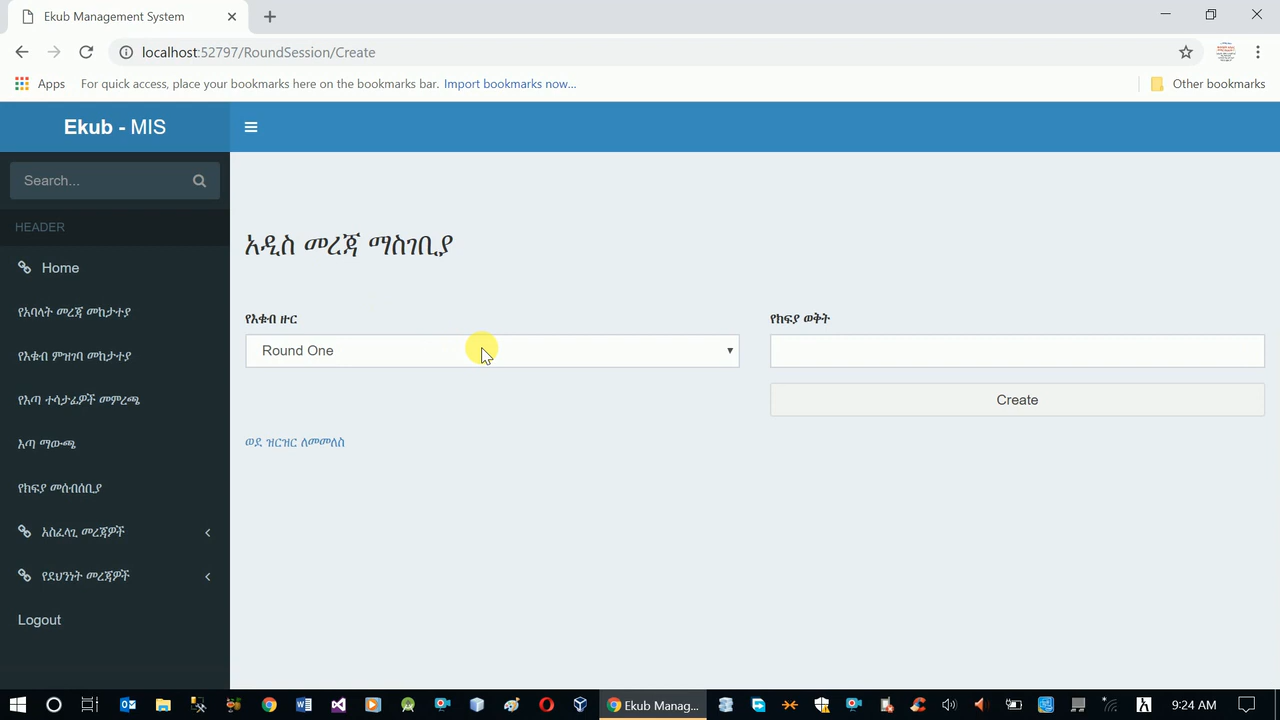 Ekub Management System
localhost:52797/RoundSession/Create
Apps For quick access, place your bookmarks here on the bookmarks bar. Import bookmarks now... Other bookmarks
Ekub - MIS
Search...
HEADER
Home
የአባላት መረጃ መከታተያ
የእቁብ ምዝገባ መከታተያ
የእጣ ተሳታፊዎች መምረጫ
እጣ ማውጫ
የክፍያ መሰብሰቢያ
አስፈላጊ መረጃዎች
የደህንነት መረጃዎች
Logout
አዲስ መረጃ ማስገቢያ
የእቁብ ዙር
Round One
የክፍያ ወቅት
Create
ወደ ዝርዝር ለመመለስ
Ekub Manag...
9:24 AM